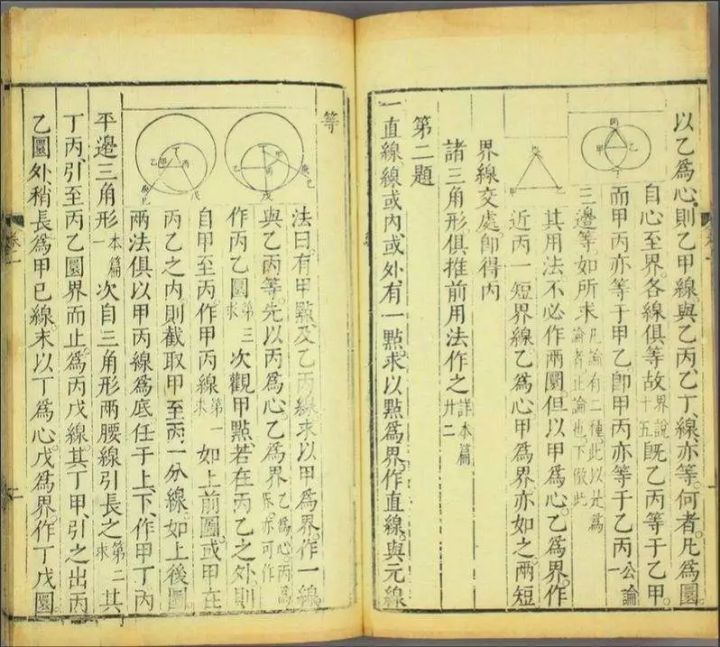 以乙爲心則乙甲線與乙丙乙丁線亦等何者凡爲圜
自心至界各線俱等故界說十五旣乙丙等于乙甲
而甲丙亦等于甲乙卽甲丙亦等于乙丙公論一
三邊等如所求凡論有二種此以是爲論者正論也下倣此
其用法不必作兩圜但以甲爲心乙爲界作
近丙一短界線乙爲心甲爲界亦如之兩短
界線交處卽得丙
諸三角形俱推前用法作之詳本篇廿二
第二題
一直線線或內或外有一點求以點爲界作直線與元線
等
法曰有甲點及乙丙線求以甲爲界作一線
與乙丙等先以丙爲心乙爲界乙爲心丙爲界亦可作
作丙乙圜第三求次觀甲點若在丙乙之外則
自甲至丙作甲丙線第一求如上前圖或甲在
丙乙之內則截取甲至丙一分線如上後圖
兩法俱以甲丙線爲底任于上下作甲丁丙
平邊三角形本篇一次自三角形兩腰線引長之第二求其
丁丙引至丙乙圜界而止爲丙戊線其丁甲引之出丙
乙圜外稍長爲甲己線末以丁爲心戊爲界作丁戊圜